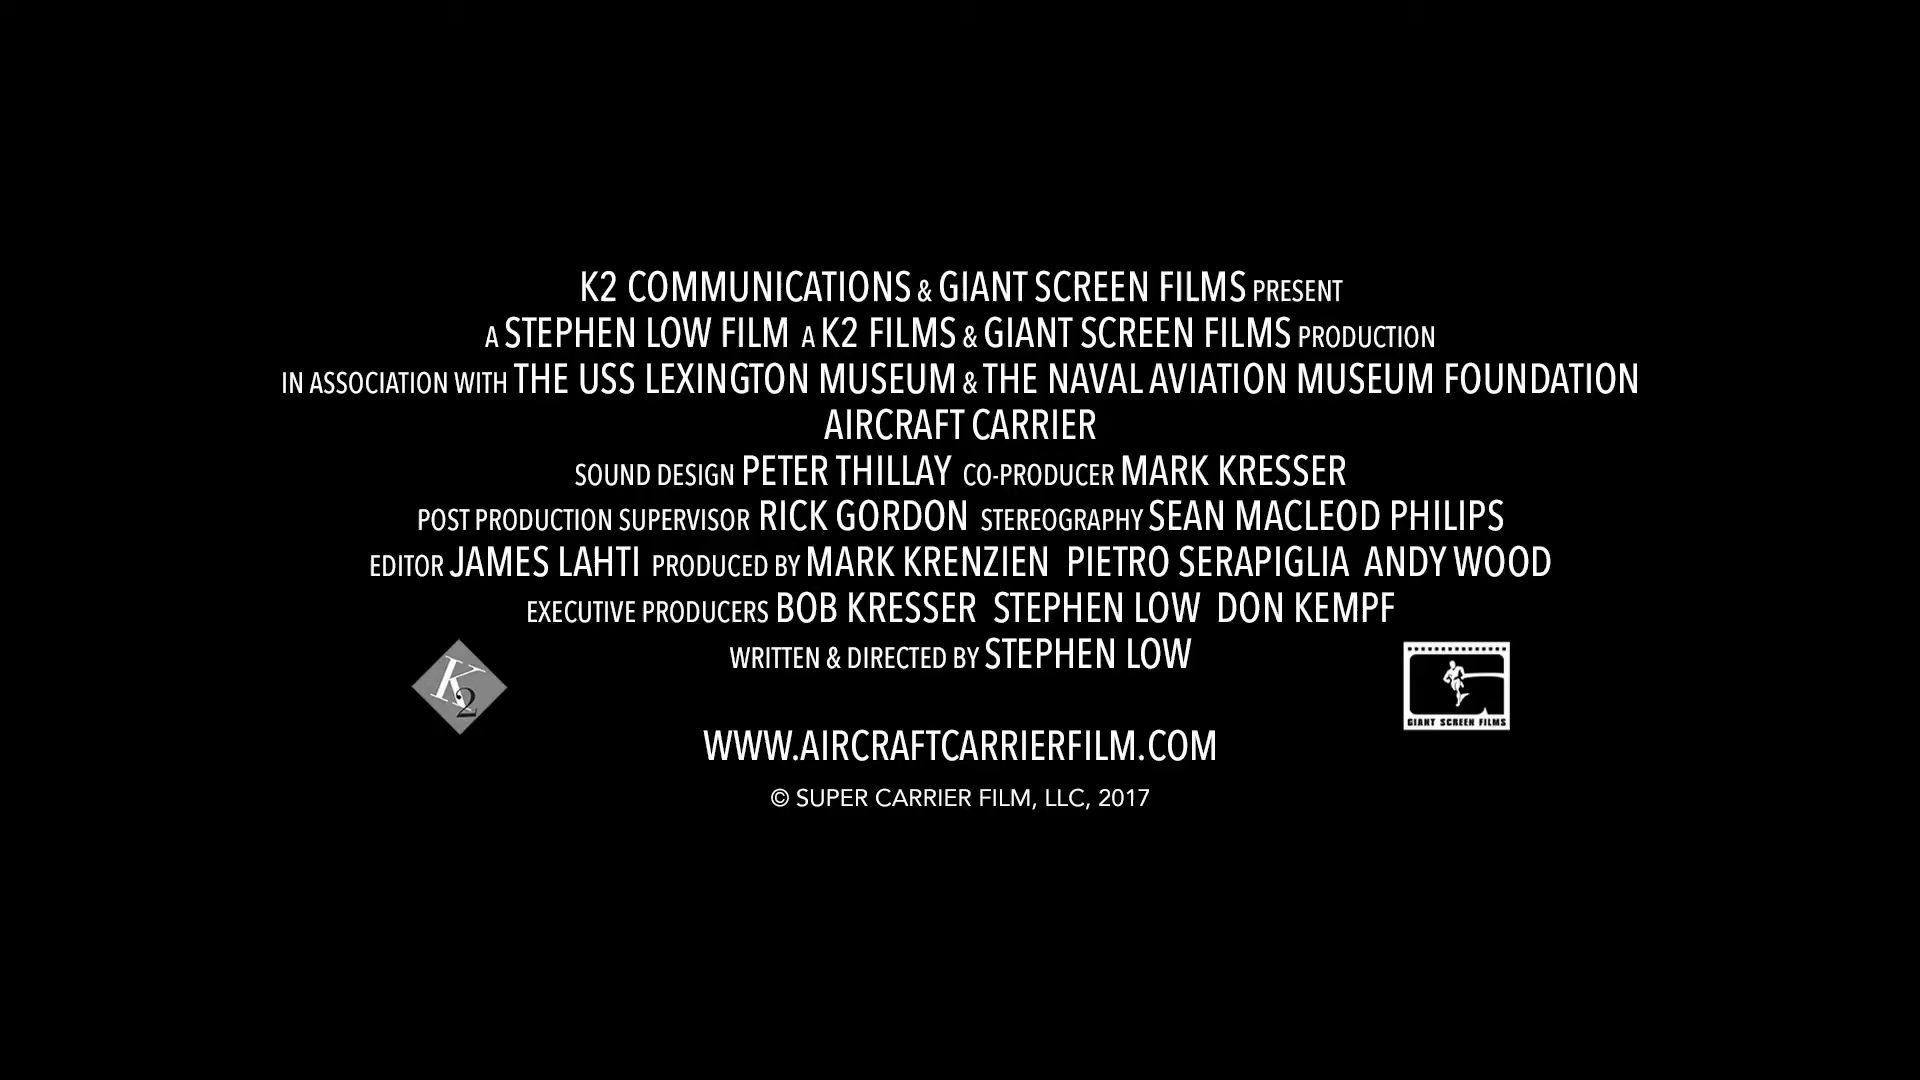 K2 COMMUNICATIONS & GIANT SCREEN FILMS PRESENT
A STEPHEN LOW FILM A K2 FILMS & GIANT SCREEN FILMS PRODUCTION
IN ASSOCIATION WITH THE USS LEXINGTON MUSEUM & THE NAVAL AVIATION MUSEUM FOUNDATION
AIRCRAFT CARRIER
SOUND DESIGN PETER THILLAY CO-PRODUCER MARK KRESSER
POST PRODUCTION SUPERVISOR RICK GORDON STEREOGRAPHY SEAN MACLEOD PHILIPS
EDITOR JAMES LAHTI PRODUCED BY MARK KRENZIEN PIETRO SERAPIGLIA ANDY WOOD
EXECUTIVE PRODUCERS BOB KRESSER STEPHEN LOW DON KEMPF
WRITTEN & DIRECTED BY STEPHEN LOW
K2
GIANT SCREEN FILMS
WWW.AIRCRAFTCARRIERFILM.COM
© SUPER CARRIER FILM, LLC, 2017